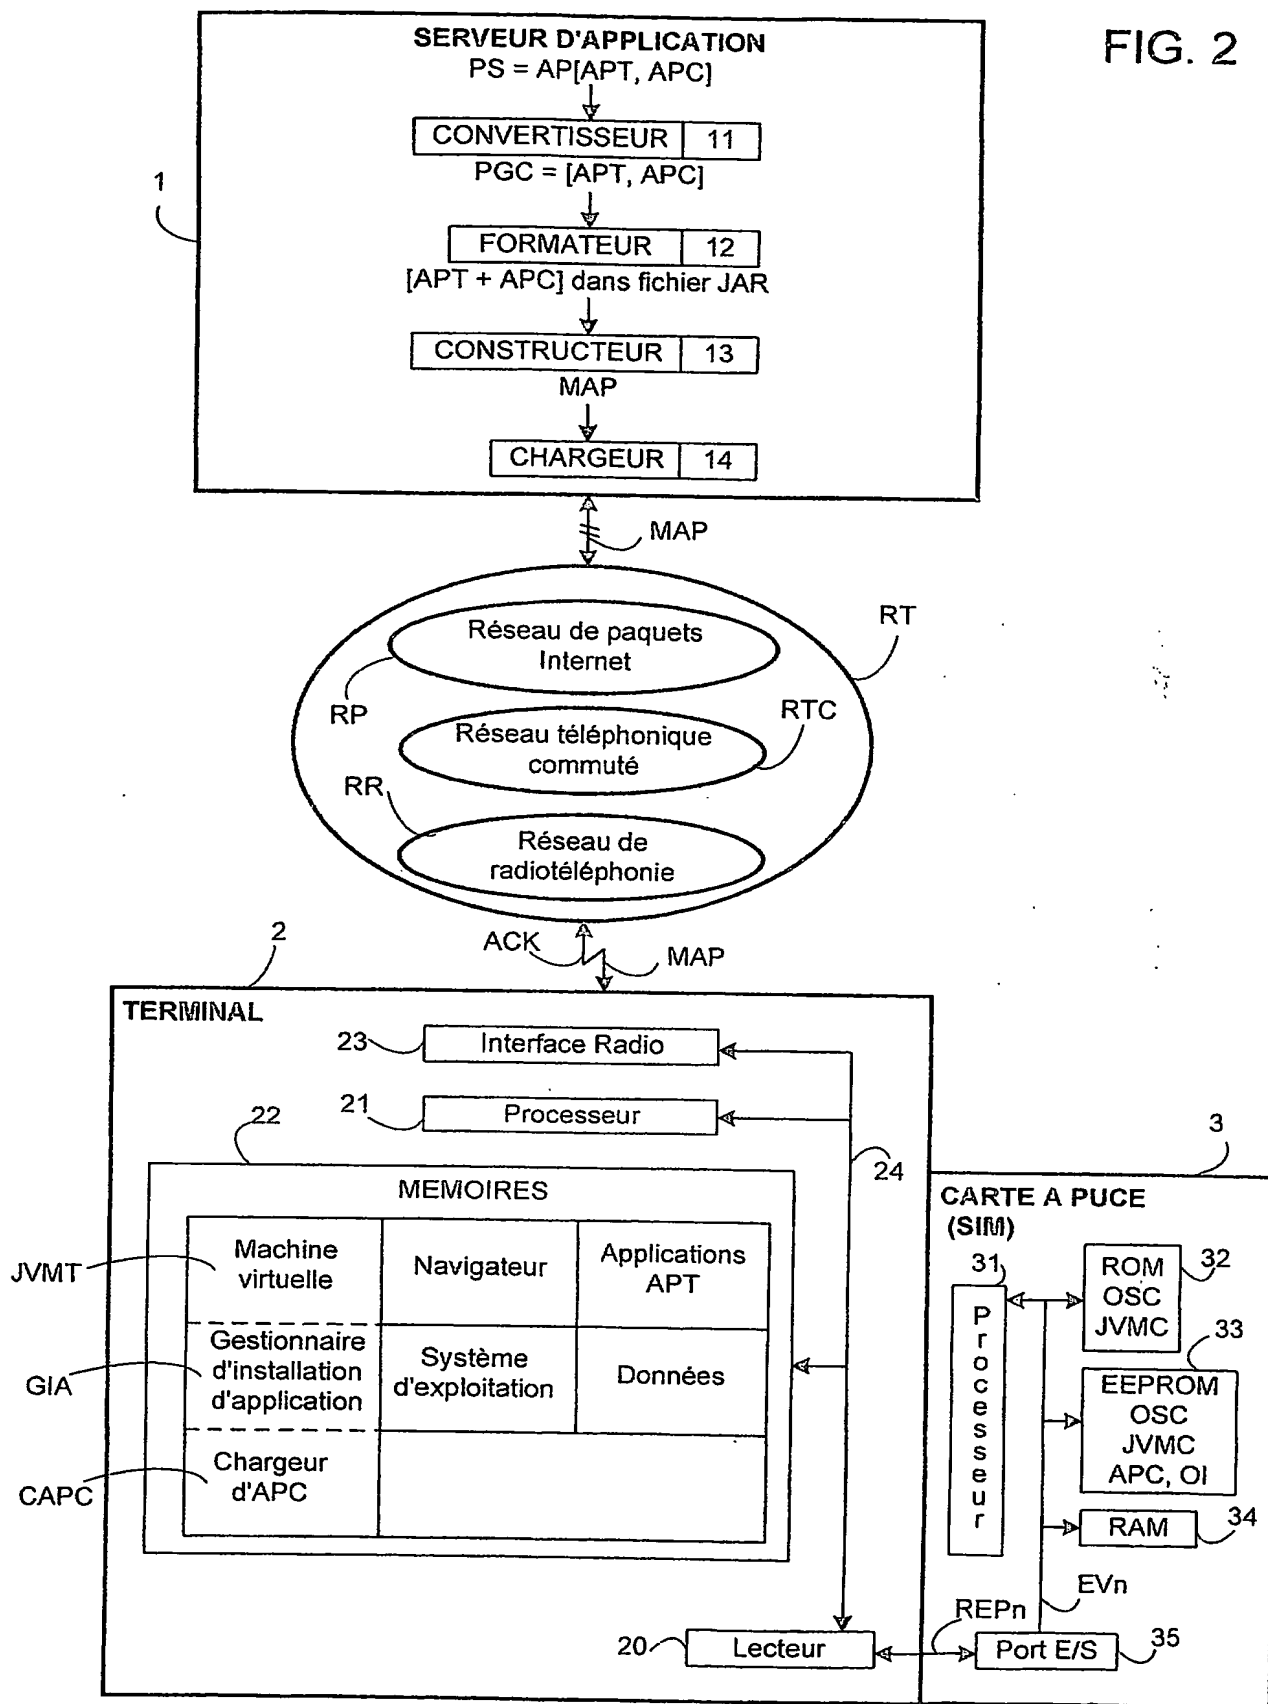 FIG. 2
SERVEUR D'APPLICATION
PS = AP[APT, APC]
CONVERTISSEUR 11
PGC = [APT, APC]
1
FORMATEUR 12
[APT + APC] dans fichier JAR
CONSTRUCTEUR 13
MAP
CHARGEUR 14
MAP
RT
Réseau de paquets
Internet
RP
RTC
Réseau téléphonique
commuté
RR
Réseau de
radiotéléphonie
2
ACK
MAP
TERMINAL
23
Interface Radio
21
Processeur
22
24
3
MEMOIRES
CARTE A PUCE
(SIM)
JVMT
Machine
virtuelle
Navigateur
Applications
APT
31
Processeur
ROM
OSC
JVMC
32
33
GIA
Gestionnaire
d'installation
d'application
Système
d'exploitation
Données
EEPROM
OSC
JVMC
APC, OI
CAPC
Chargeur
d'APC
RAM
34
EVn
REPn
20
Lecteur
Port E/S
35